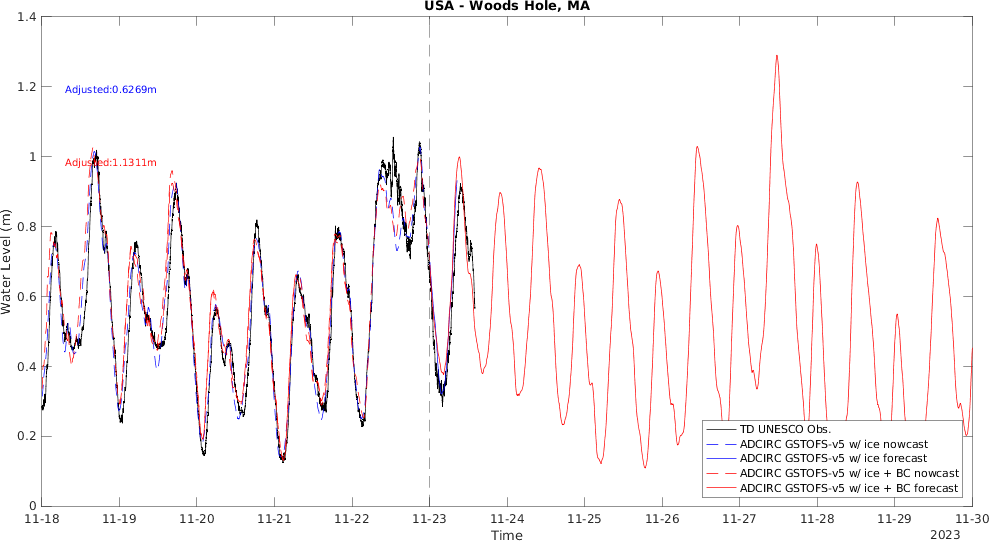 USA - Woods Hole, MA
1.4
1.2
1
0.8
0.6
0.4
0.2
0
Water Level (m)
Adjusted:0.6269m
Adjusted:1.1311m
TD UNESCO Obs.
ADCIRC GSTOFS-v5 w/ ice nowcast
ADCIRC GSTOFS-v5 w/ ice forecast
ADCIRC GSTOFS-v5 w/ ice + BC nowcast
ADCIRC GSTOFS-v5 w/ ice + BC forecast
11-18 11-19 11-20 11-21 11-22 11-23 11-24 11-25 11-26 11-27 11-28 11-29 11-30
Time
2023